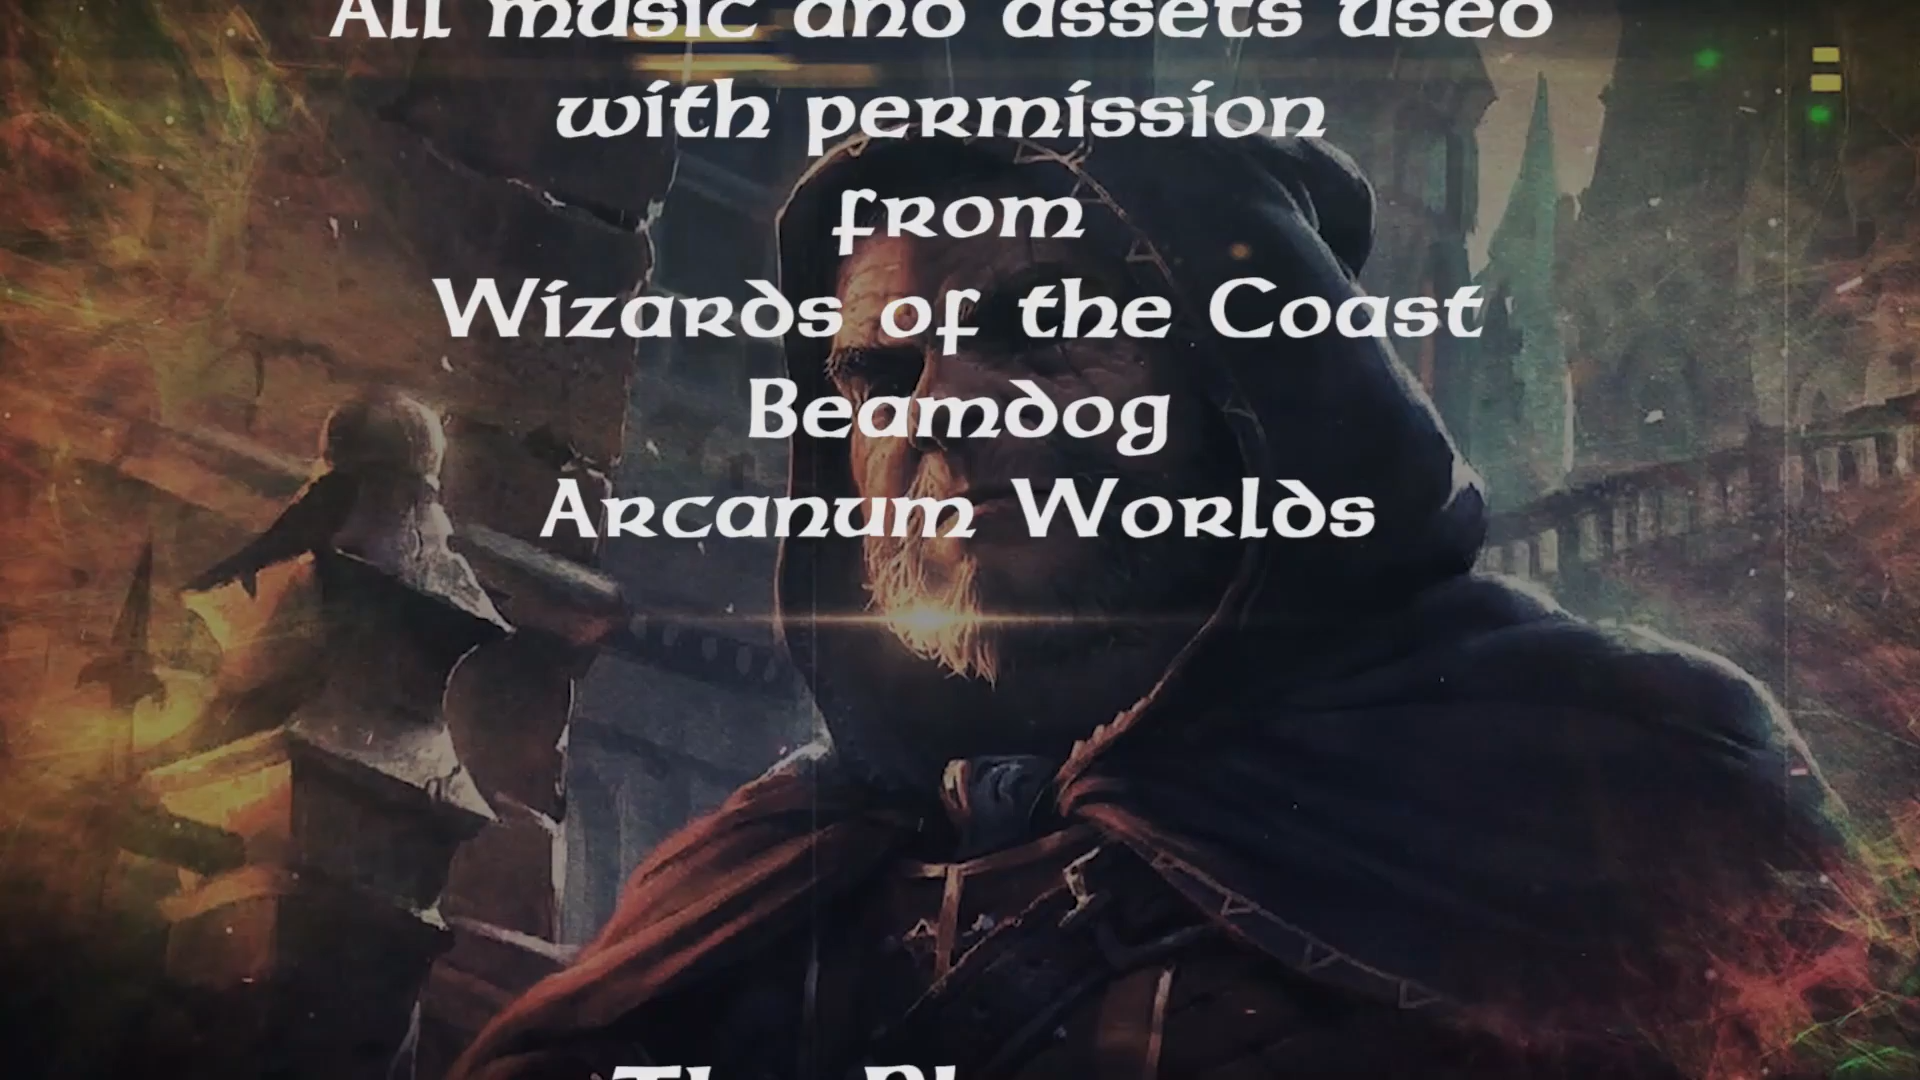 All music and assets used
with permission
from
Wizards of the Coast
Beamdog
Arcanum Worlds